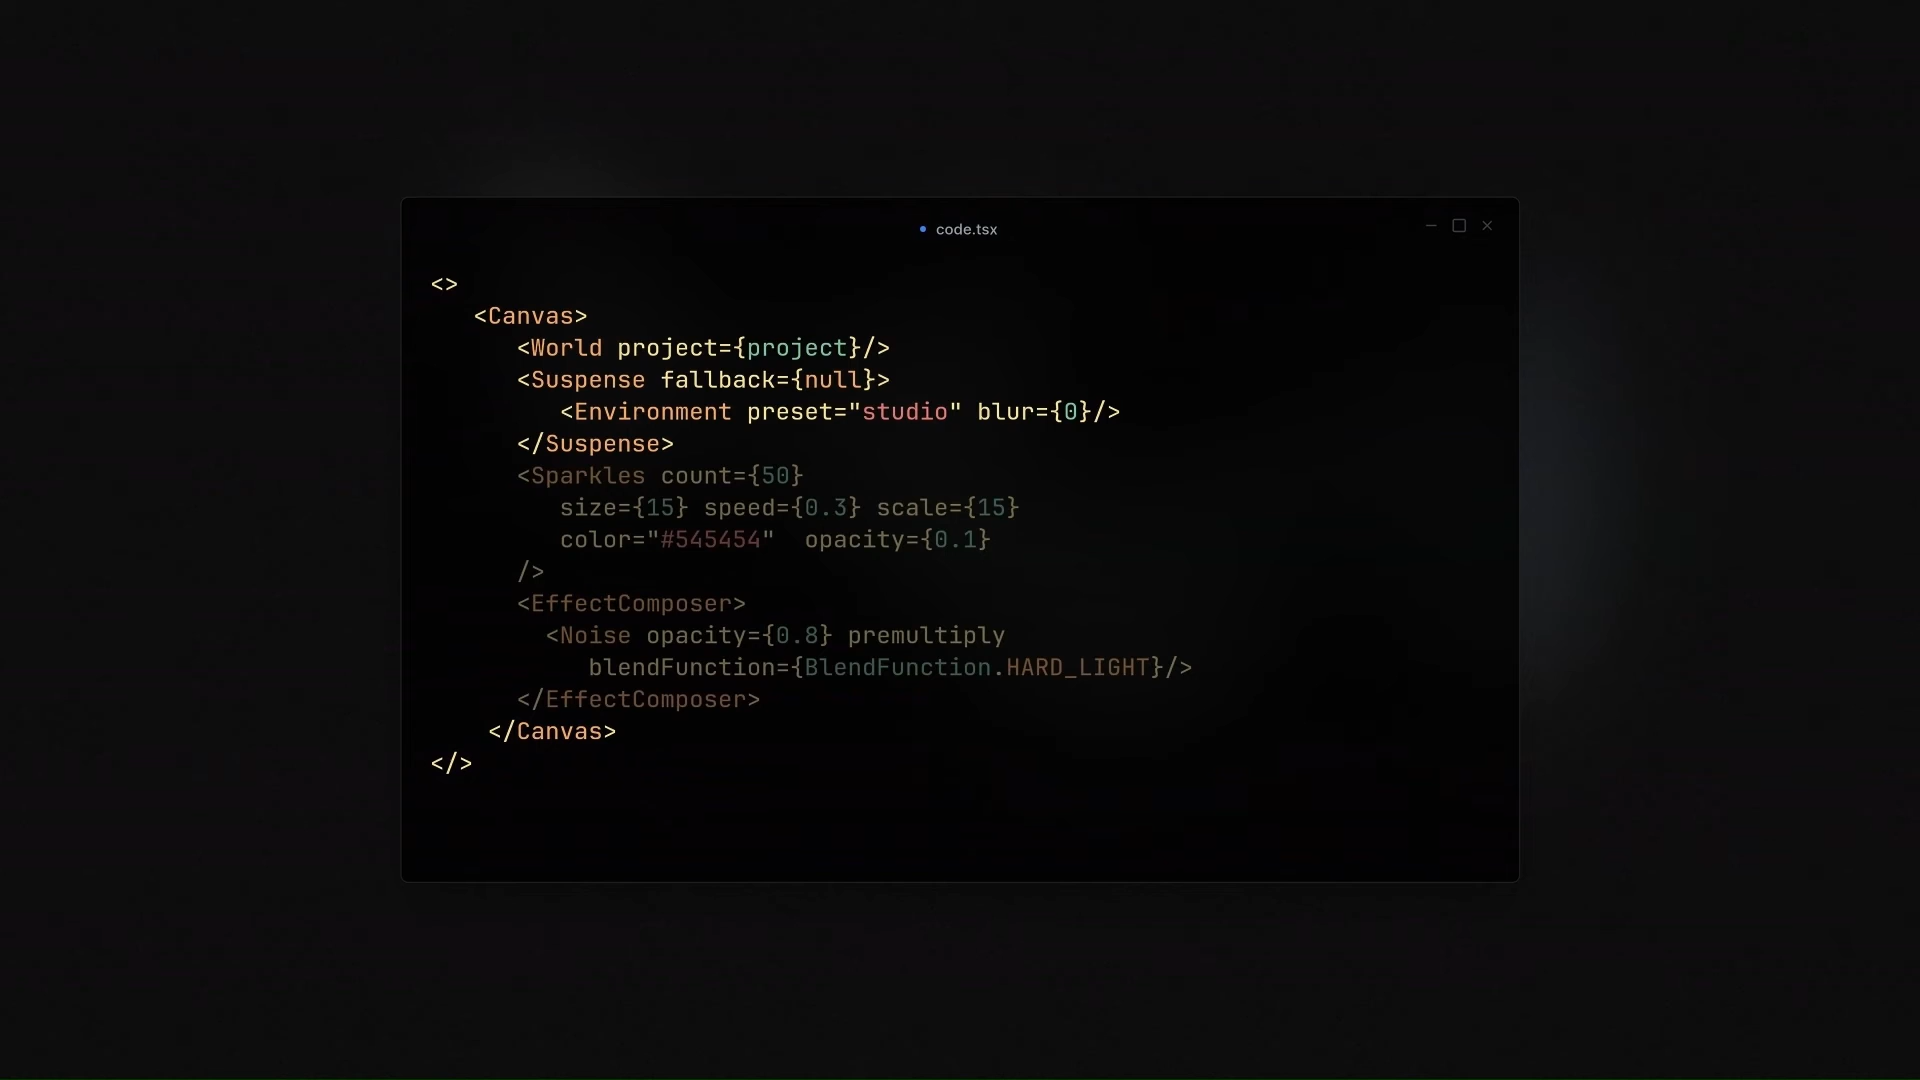 code.tsx
<>
<Canvas>
<World project={project}/>
<Suspense fallback={null}>
<Environment preset="studio" blur={0}/>
</Suspense>
<Sparkles count={50}
size={15} speed={0.3} scale={15}
color="#545454"  opacity={0.1}
/>
<EffectComposer>
<Noise opacity={0.8} premultiply
blendFunction={BlendFunction.HARD_LIGHT}/>
</EffectComposer>
</Canvas>
</>